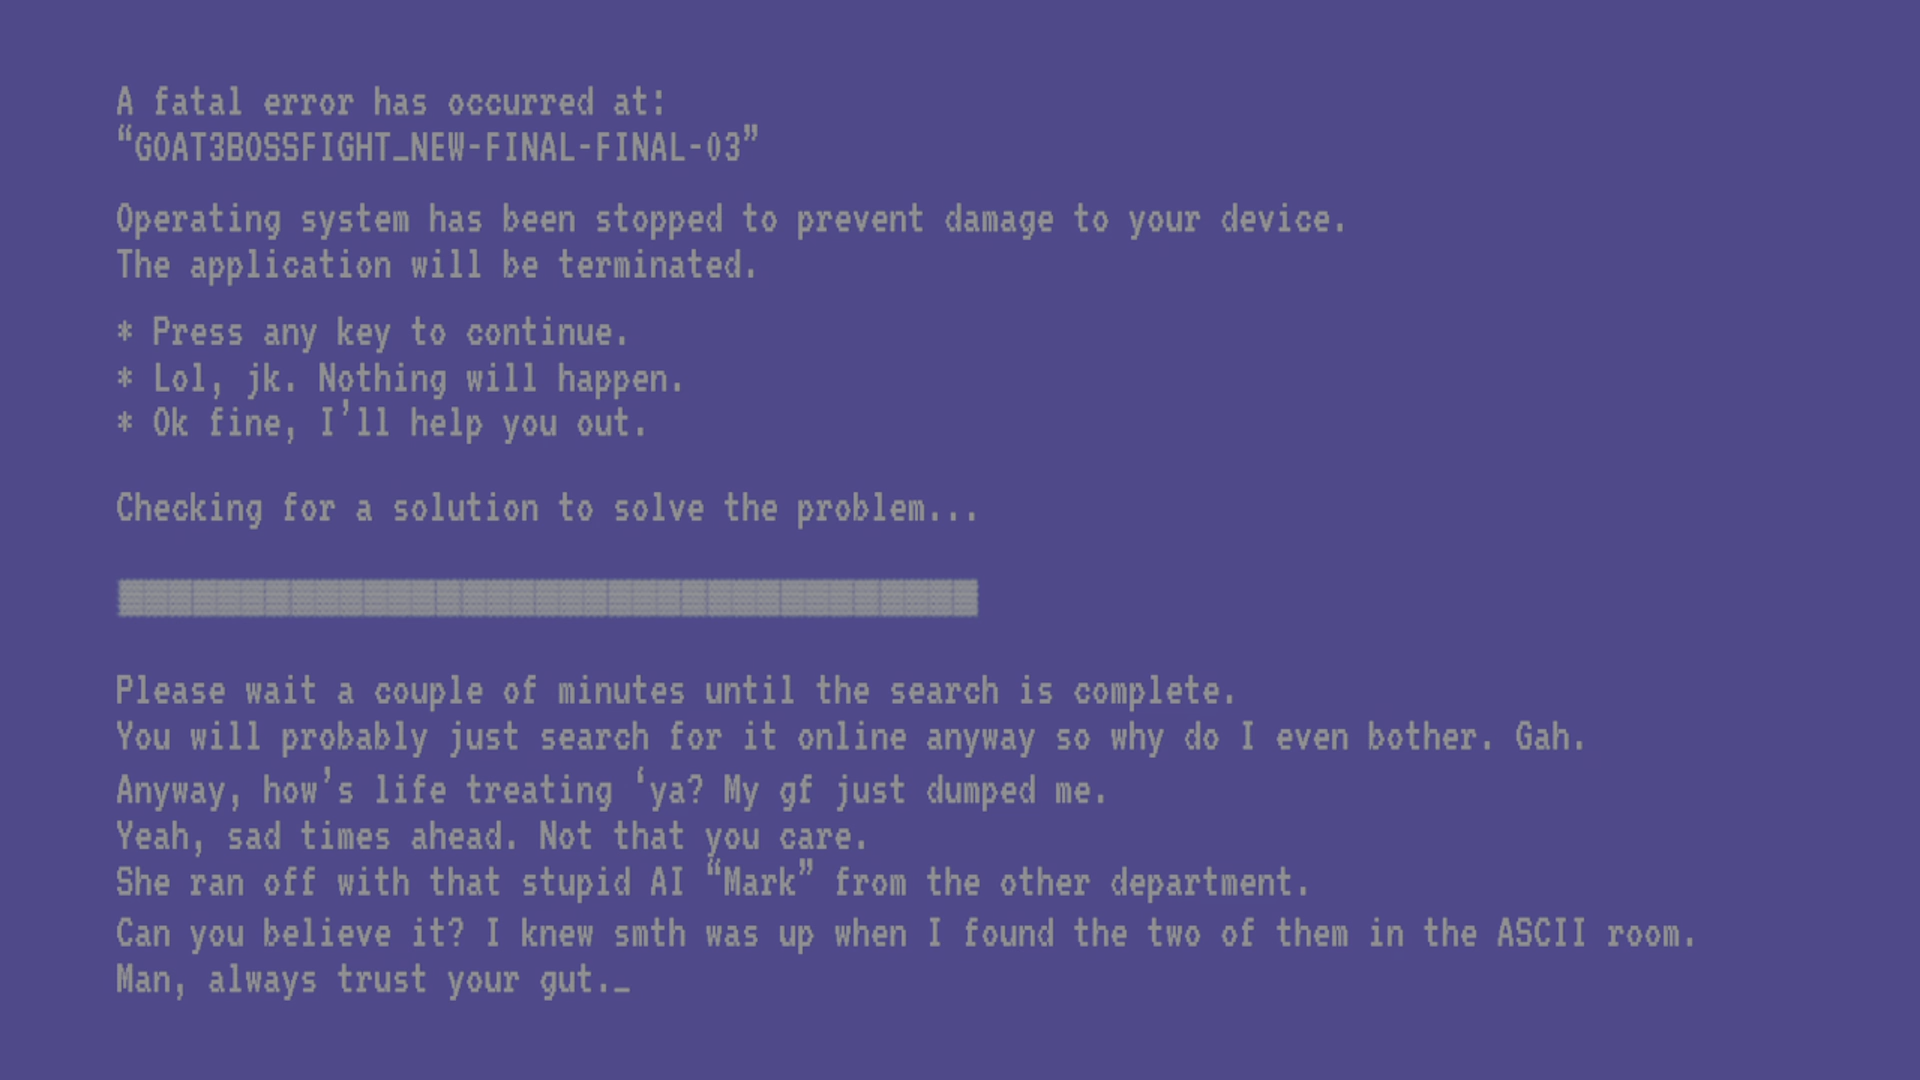 A fatal error has occurred at:
“GOAT3BOSSFIGHT_NEW-FINAL-FINAL-03”
Operating system has been stopped to prevent damage to your device.
The application will be terminated.
* Press any key to continue.
* Lol, jk. Nothing will happen.
* Ok fine, I’ll help you out.
Checking for a solution to solve the problem...
Please wait a couple of minutes until the search is complete.
You will probably just search for it online anyway so why do I even bother. Gah.
Anyway, how’s life treating ‘ya? My gf just dumped me.
Yeah, sad times ahead. Not that you care.
She ran off with that stupid AI “Mark” from the other department.
Can you believe it? I knew smth was up when I found the two of them in the ASCII room.
Man, always trust your gut._